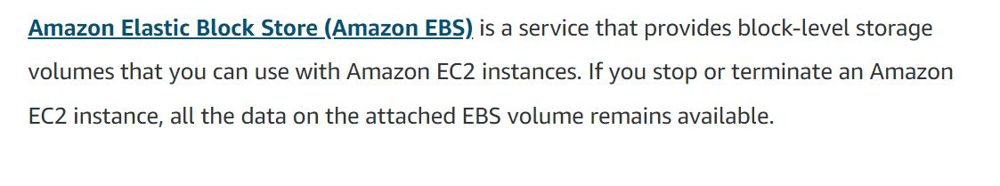 Amazon Elastic Block Store (Amazon EBS) is a service that provides block-level storage
volumes that you can use with Amazon EC2 instances. If you stop or terminate an Amazon
EC2 instance, all the data on the attached EBS volume remains available.